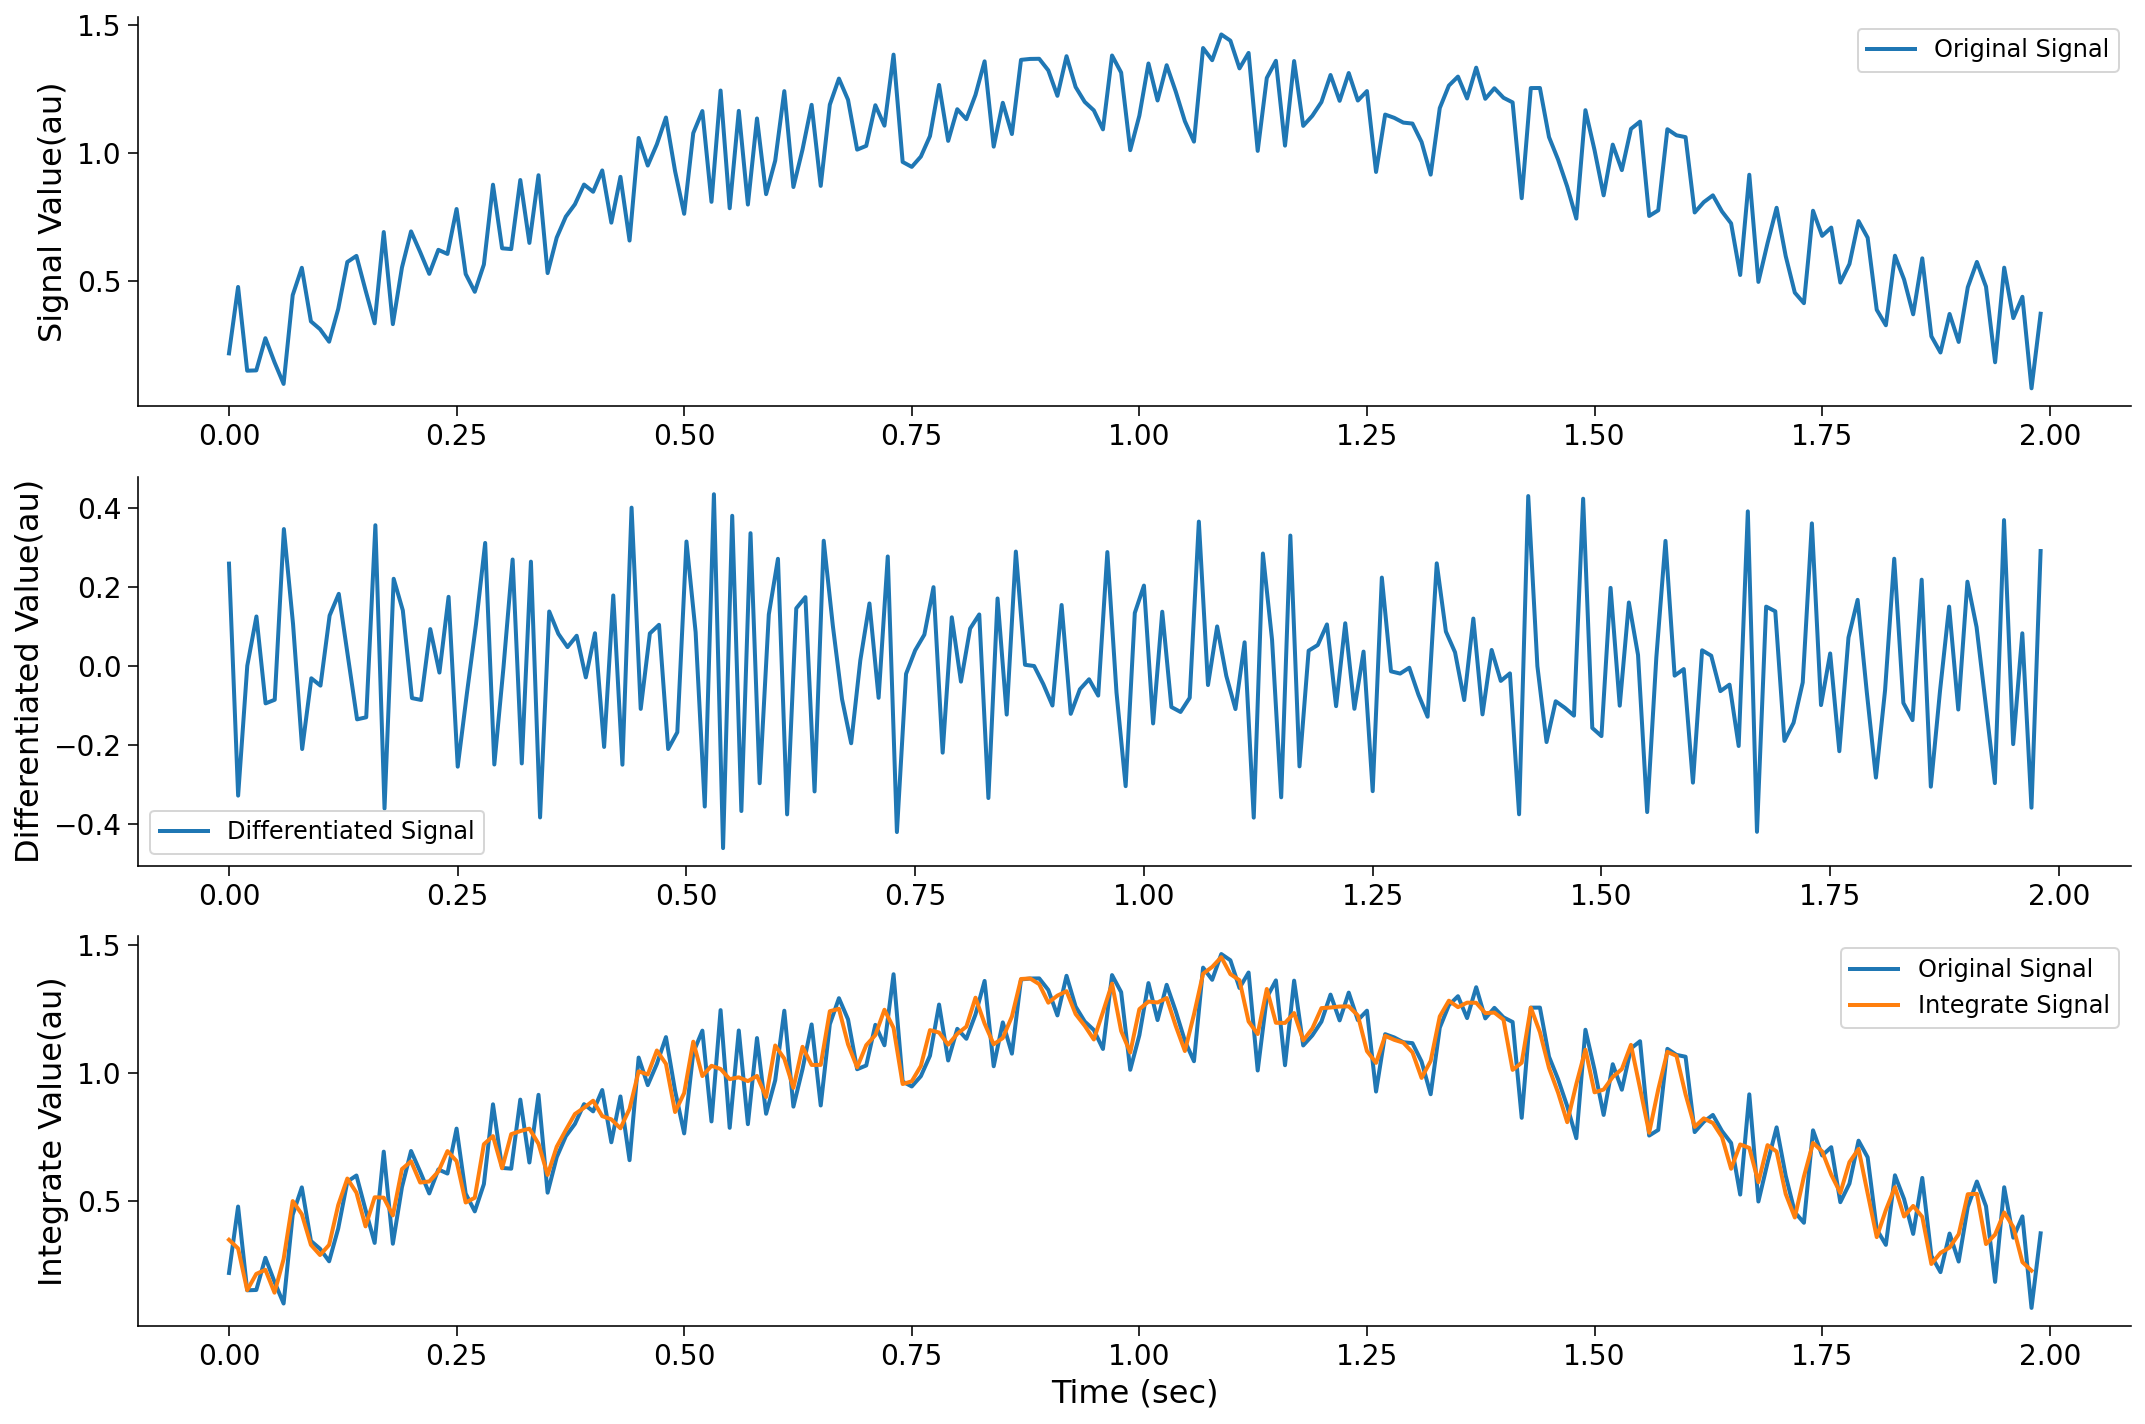 Signal Value(au)
1.5
1.0
0.5
Original Signal
0.00 0.25 0.50 0.75 1.00 1.25 1.50 1.75 2.00
Differentiated Value(au)
0.4
0.2
0.0
−0.2
−0.4
Differentiated Signal
0.00 0.25 0.50 0.75 1.00 1.25 1.50 1.75 2.00
Integrate Value(au)
1.5
1.0
0.5
Original Signal
Integrate Signal
0.00 0.25 0.50 0.75 1.00 1.25 1.50 1.75 2.00
Time (sec)